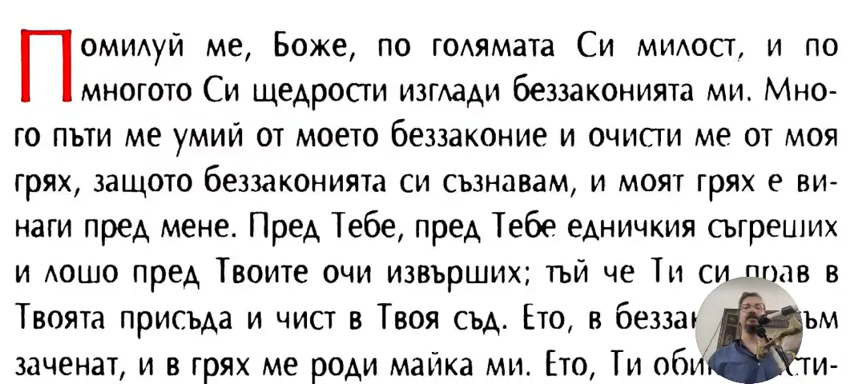 Помилуй ме, Боже, по голямата Си милост, и по
многото Си щедрости изглади беззаконията ми. Мно-
го пъти ме умий от моето беззаконие и очисти ме от моя
грях, защото беззаконията си съзнавам, и моят грях е ви-
наги пред мене. Пред Тебе, пред Тебе едничкия съгреших
и лошо пред Твоите очи извърших; тъй че Ти си прав в
Твоята присъда и чист в Твоя съд. Ето, в
заченат, и в грях ме роди майка ми. Ето, Ти